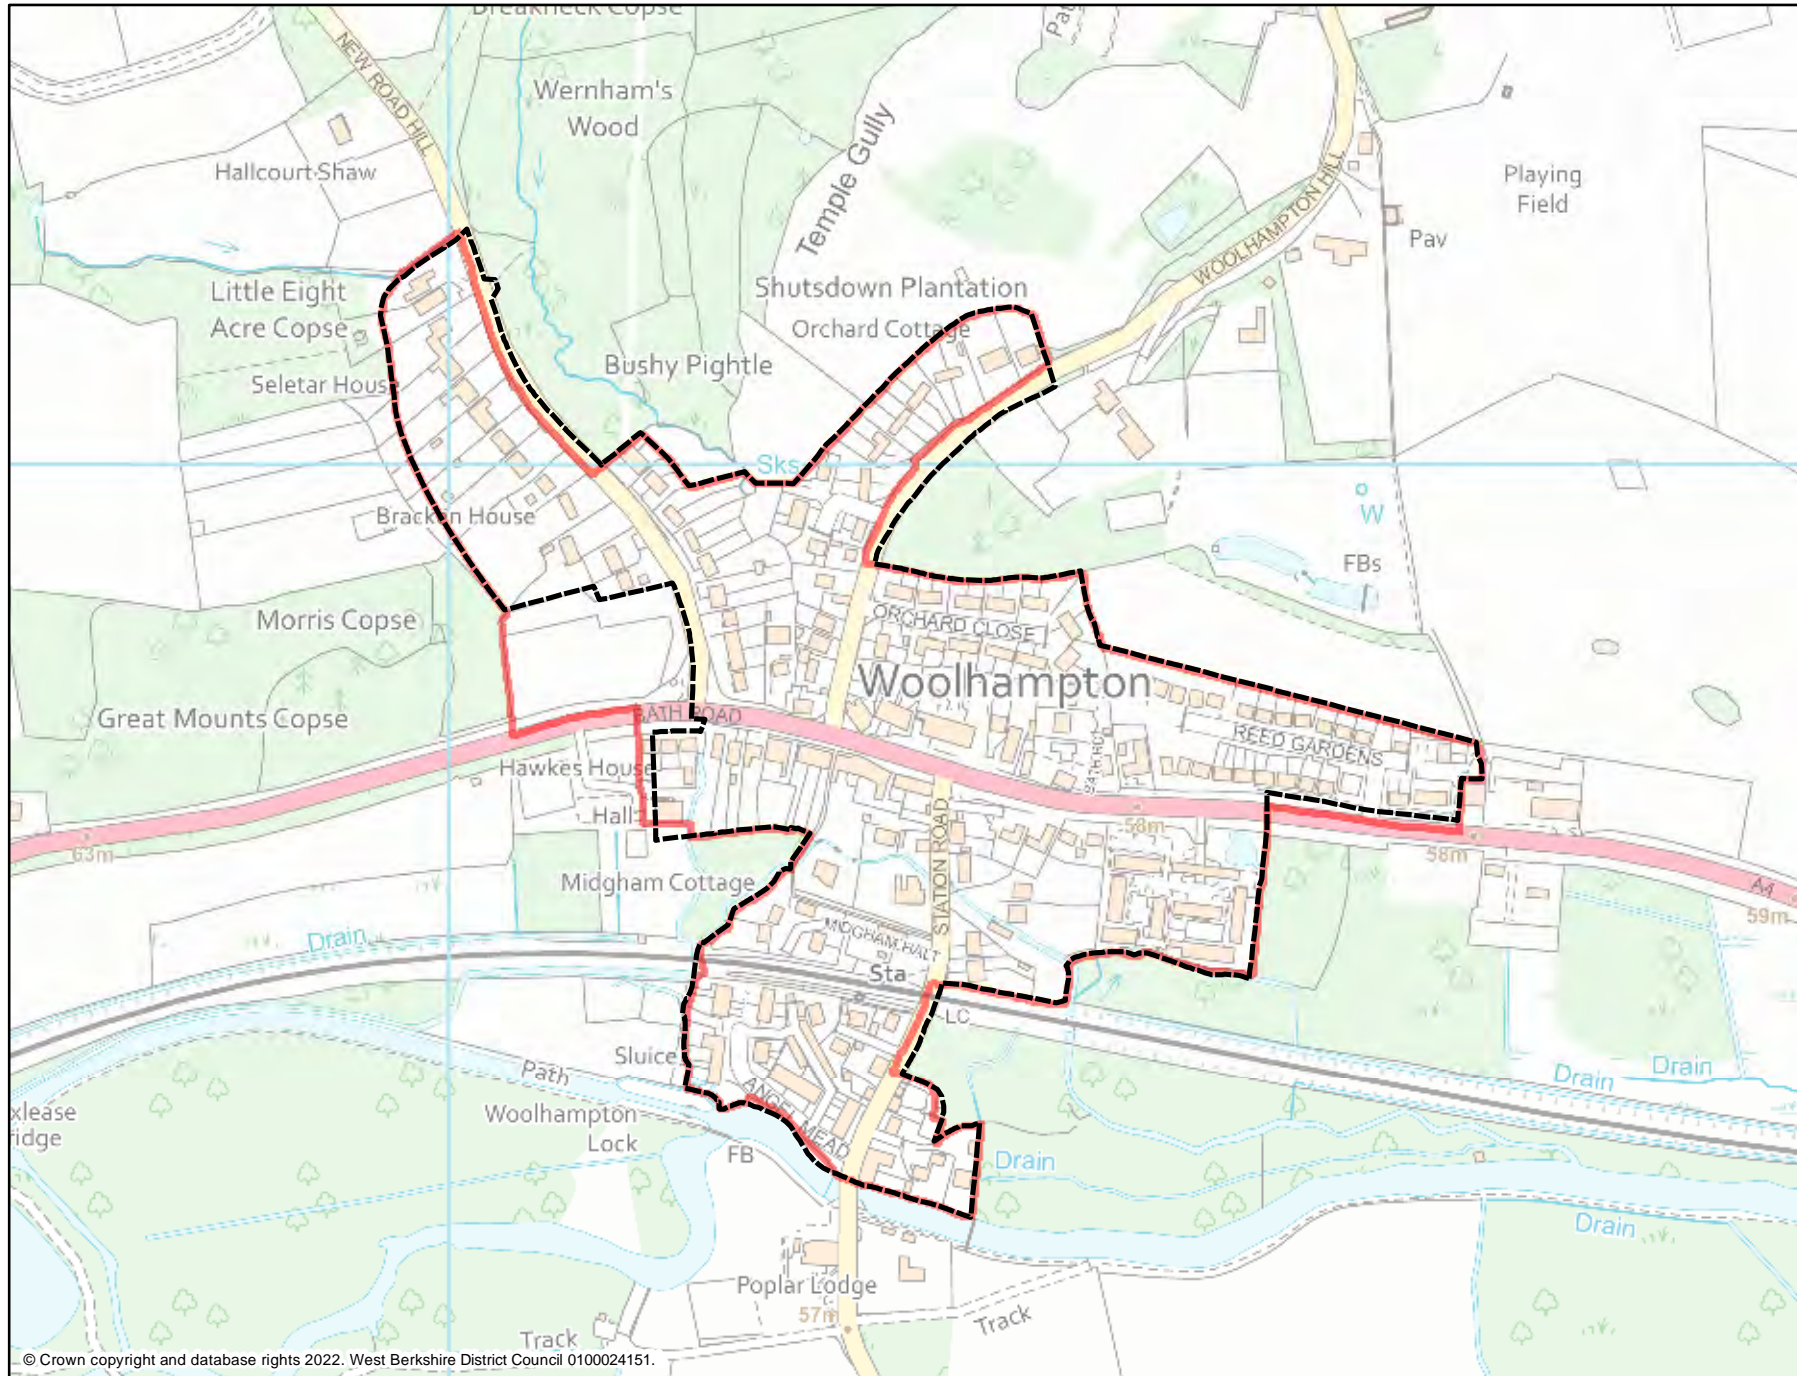 Breakneck Copse
NEW ROAD HILL
Wernham's
Wood
Hallcourt Shaw
Temple Gully
WOOLHAMPTON HILL
Playing
Field
Pav
Little Eight
Acre Copse
Shutsdown Plantation
Orchard Cottage
Bushy Pightle
Seletar House
Sks
Bracken House
W
FBs
Morris Copse
ORCHARD CLOSE
Woolhampton
Great Mounts Copse
BATH ROAD
REED GARDENS
Hawkes House
Hall
63m
58m
58m
A4
59m
STATION ROAD
Midgham Cottage
MIDGHAM HALT
Drain
Sta
LC
Sluice
Path
Drain
Drain
Woolhampton
Lock
MEAD
FB
Drain
Drain
Poplar Lodge
57m
Track
Track
© Crown copyright and database rights 2022. West Berkshire District Council 0100024151.